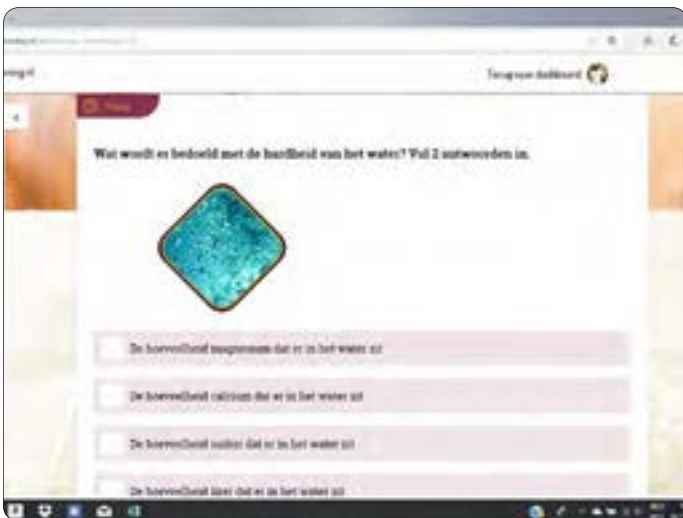 Terug naar dashboard
Vraag
Wat wordt er bedoeld met de hardheid van het water? Vul 2 antwoorden in.
De hoeveelheid magnesium dat er in het water zit
De hoeveelheid calcium dat er in het water zit
De hoeveelheid suiker dat er in het water zit
De hoeveelheid ijzer dat er in het water zit